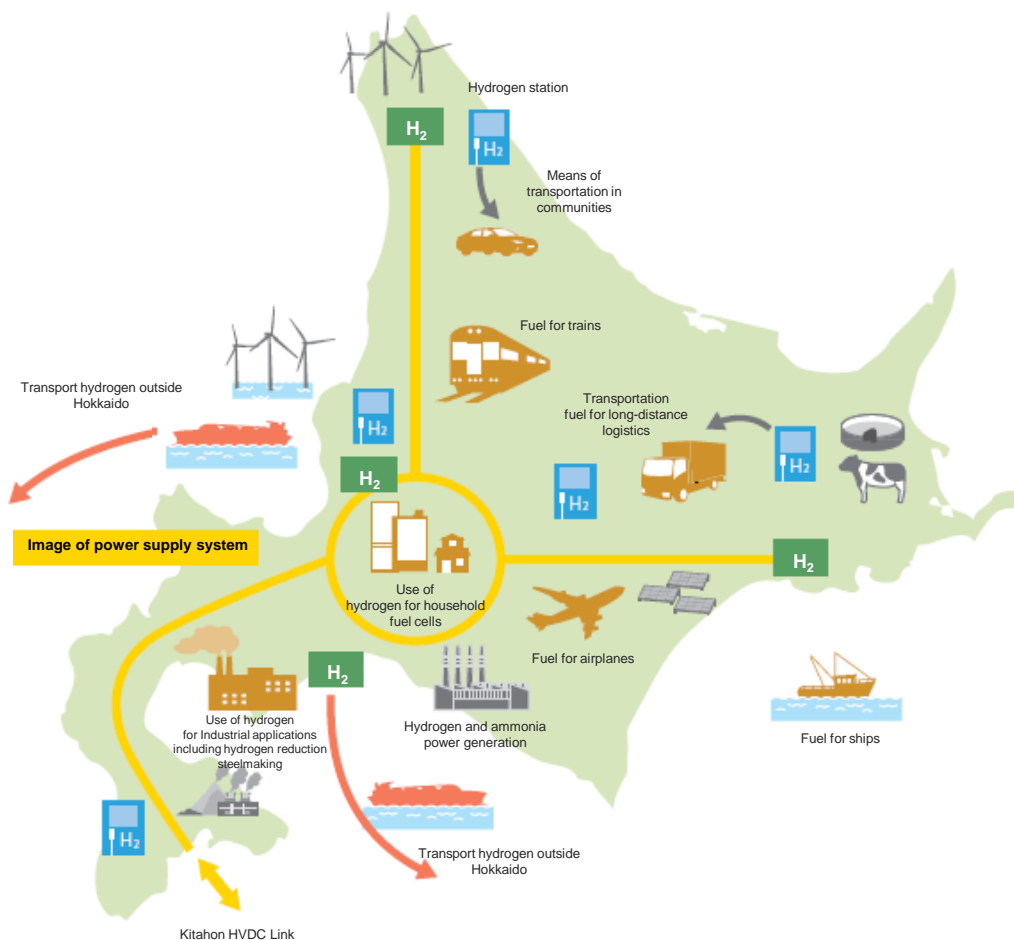 Hydrogen station
H₂
H₂
Means of
transportation in
communities
Fuel for trains
Transport hydrogen outside
Hokkaido
Transportation
fuel for long-distance
logistics
H₂
H₂
H₂
H₂
Image of power supply system
H₂
Use of
hydrogen for household
fuel cells
Fuel for airplanes
H₂
Use of hydrogen
for Industrial applications
including hydrogen reduction
steelmaking
Hydrogen and ammonia
power generation
Fuel for ships
H₂
Transport hydrogen outside
Hokkaido
Kitahon HVDC Link